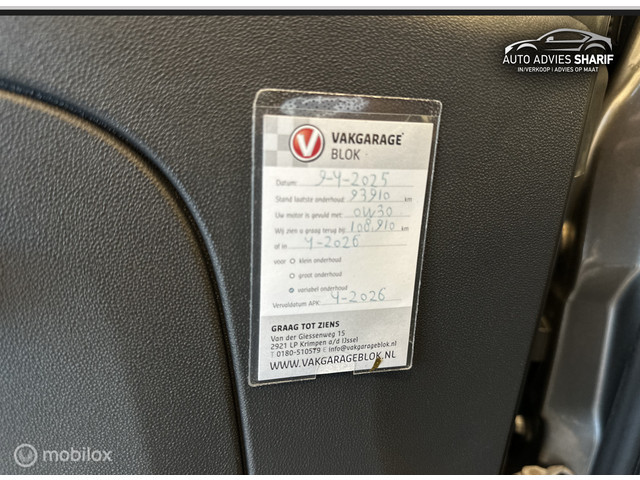 AUTO ADVIES SHARIF
IN/VERKOOP | ADVIES OP MAAT
V VAKGARAGE
BLOK
Datum: 9-4-2025
Stand laatste onderhoud: 93910 km
Uw motor is gevuld met: 0W30
Wij zien u graag terug bij: 108.910 km
of in 4-2026
voor klein onderhoud
groot onderhoud
variabel onderhoud
Vervaldatum APK: 4-2026
GRAAG TOT ZIENS
Van der Giessenweg 15
2921 LP Krimpen a/d IJssel
T 0180-510579 E info@vakgarageblok.nl
WWW.VAKGARAGEBLOK.NL
mobilox